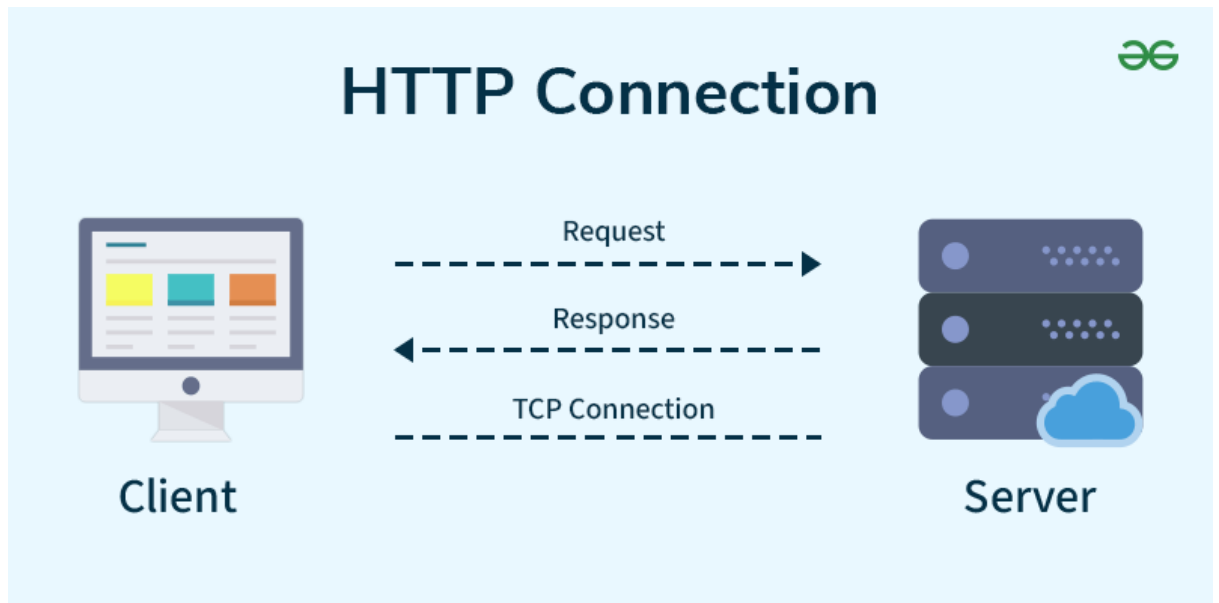 HTTP Connection
Request
Response
TCP Connection
Client
Server